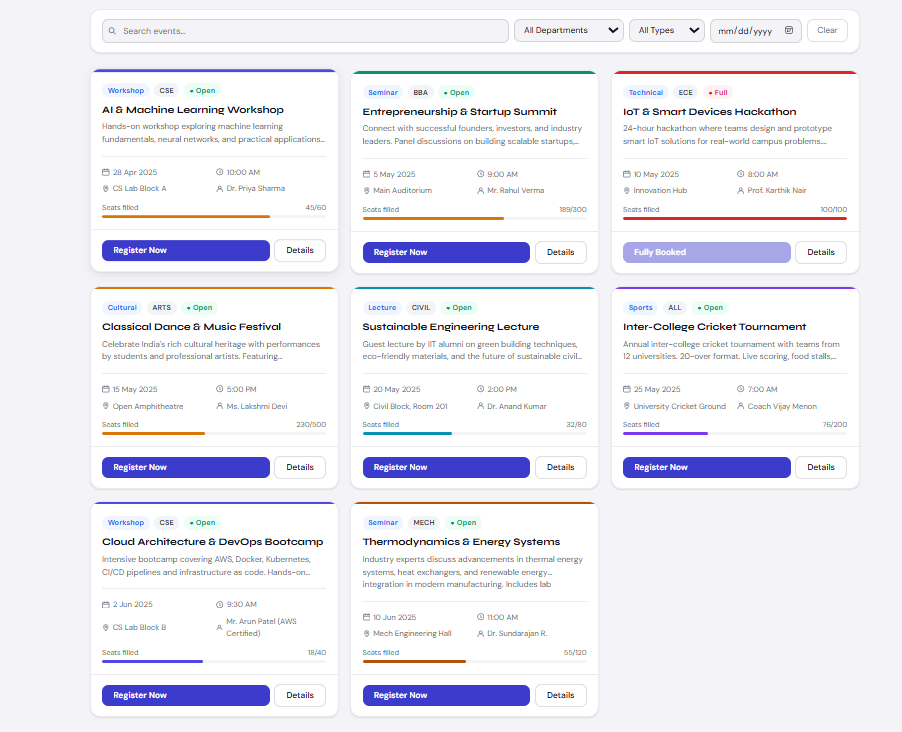 Search events...
All Departments
All Types
mm/dd/yyyy
Clear
Workshop CSE • Open
AI & Machine Learning Workshop
Hands-on workshop exploring machine learning
fundamentals, neural networks, and practical applications...
28 Apr 2025 10:00 AM
CS Lab Block A Dr. Priya Sharma
Seats filled 45/60
Register Now Details
Seminar BBA • Open
Entrepreneurship & Startup Summit
Connect with successful founders, investors, and industry
leaders. Panel discussions on building scalable startups,...
5 May 2025 9:00 AM
Main Auditorium Mr. Rahul Verma
Seats filled 189/300
Register Now Details
Technical ECE • Full
IoT & Smart Devices Hackathon
24-hour hackathon where teams design and prototype
smart IoT solutions for real-world campus problems....
10 May 2025 8:00 AM
Innovation Hub Prof. Karthik Nair
Seats filled 100/100
Fully Booked Details
Cultural ARTS • Open
Classical Dance & Music Festival
Celebrate India's rich cultural heritage with performances
by students and professional artists. Featuring...
15 May 2025 5:00 PM
Open Amphitheatre Ms. Lakshmi Devi
Seats filled 230/500
Register Now Details
Lecture CIVIL • Open
Sustainable Engineering Lecture
Guest lecture by IIT alumni on green building techniques,
eco-friendly materials, and the future of sustainable civil...
20 May 2025 2:00 PM
Civil Block, Room 201 Dr. Anand Kumar
Seats filled 32/80
Register Now Details
Sports ALL • Open
Inter-College Cricket Tournament
Annual inter-college cricket tournament with teams from
12 universities. 20-over format. Live scoring, food stalls,...
25 May 2025 7:00 AM
University Cricket Ground Coach Vijay Menon
Seats filled 76/200
Register Now Details
Workshop CSE • Open
Cloud Architecture & DevOps Bootcamp
Intensive bootcamp covering AWS, Docker, Kubernetes,
CI/CD pipelines and infrastructure as code. Hands-on...
2 Jun 2025 9:30 AM
CS Lab Block B Mr. Arun Patel (AWS
Certified)
Seats filled 18/40
Register Now Details
Seminar MECH • Open
Thermodynamics & Energy Systems
Industry experts discuss advancements in thermal energy
systems, heat exchangers, and renewable energy...
integration in modern manufacturing. Includes lab
10 Jun 2025 11:00 AM
Mech Engineering Hall Dr. Sundarajan R.
Seats filled 55/120
Register Now Details